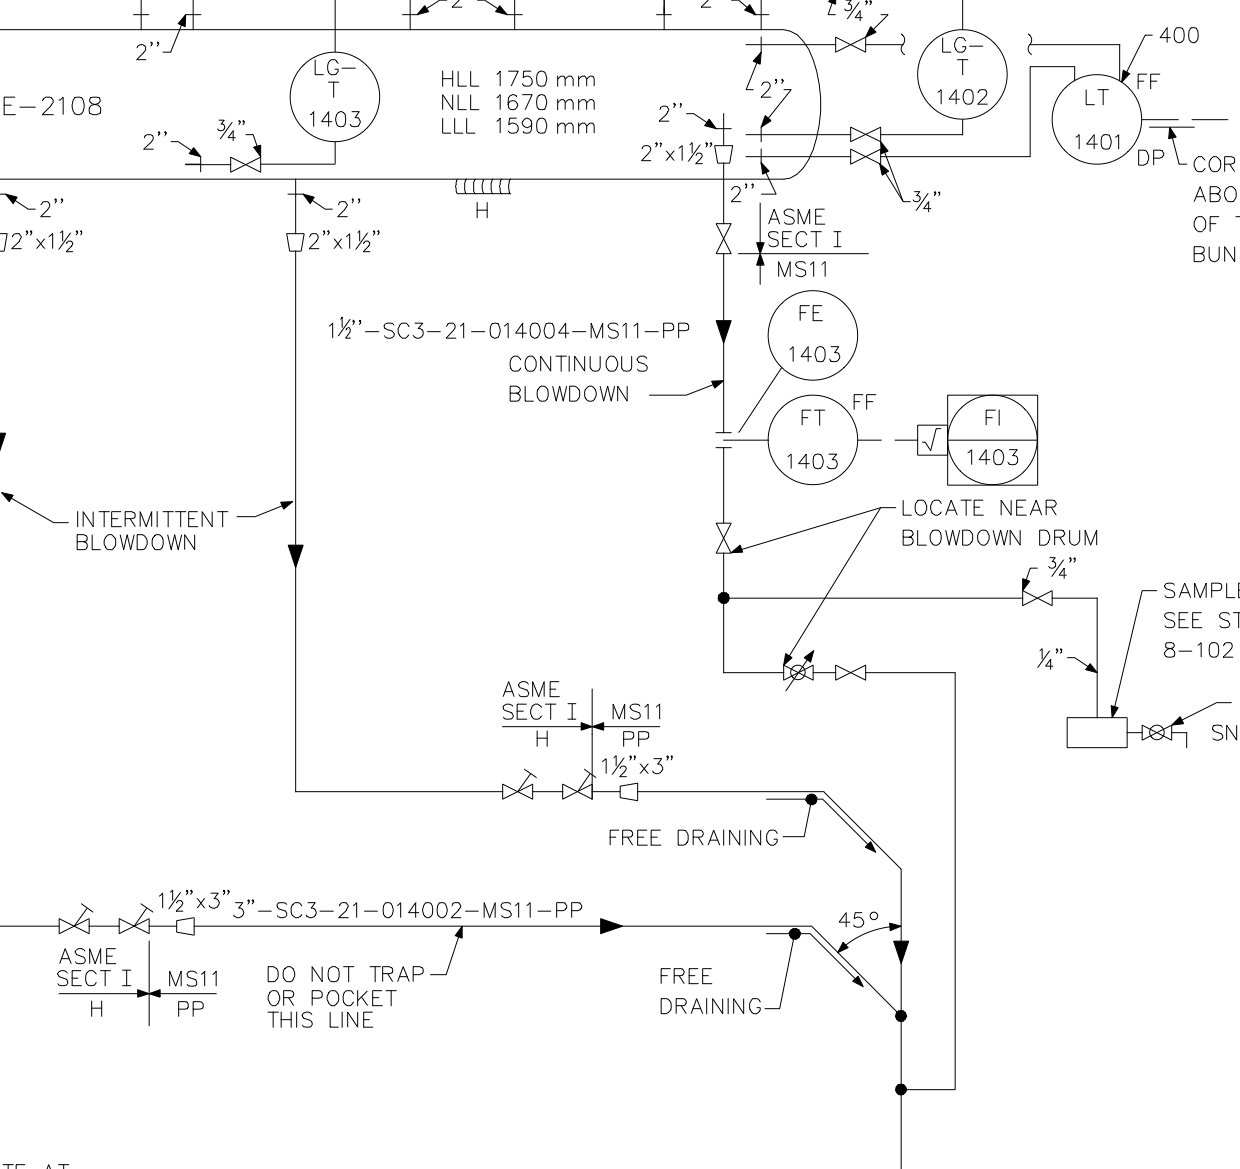 2"
2
2
3/4"
LG-
T
1403
HLL 1750 mm
NLL 1670 mm
LLL 1590 mm
LG-
T
1402
400
FF
LT
1401
DP
E-2108
2"
3/4"
2"
2"
2"x1½"
2"
3/4"
COR
ABO
OF
BUN
2"
2"x1½"
2"
2"x1½"
H
ASME
SECT I
MS11
1½"-SC3-21-014004-MS11-PP
FE
1403
CONTINUOUS
BLOWDOWN
FT
1403
FF
√
FI
1403
INTERMITTENT
BLOWDOWN
LOCATE NEAR
BLOWDOWN DRUM
3/4"
SAMPLE
SEE ST
8-102
1/4"
SN
ASME
SECT I
H
MS11
PP
1½"x3"
FREE DRAINING
1½"x3"
3"-SC3-21-014002-MS11-PP
45°
ASME
SECT I
H
MS11
PP
DO NOT TRAP
OR POCKET
THIS LINE
FREE
DRAINING